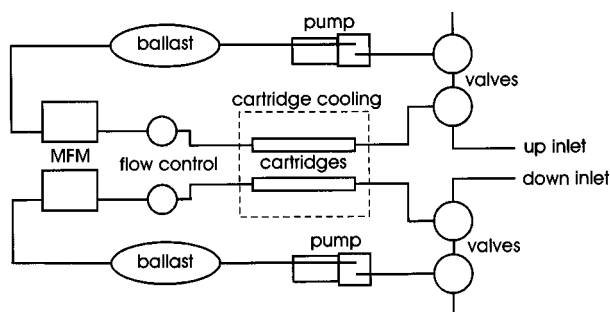 pump
ballast
valves
cartridge cooling
up inlet
MFM
flow control
cartridges
down inlet
pump
valves
ballast